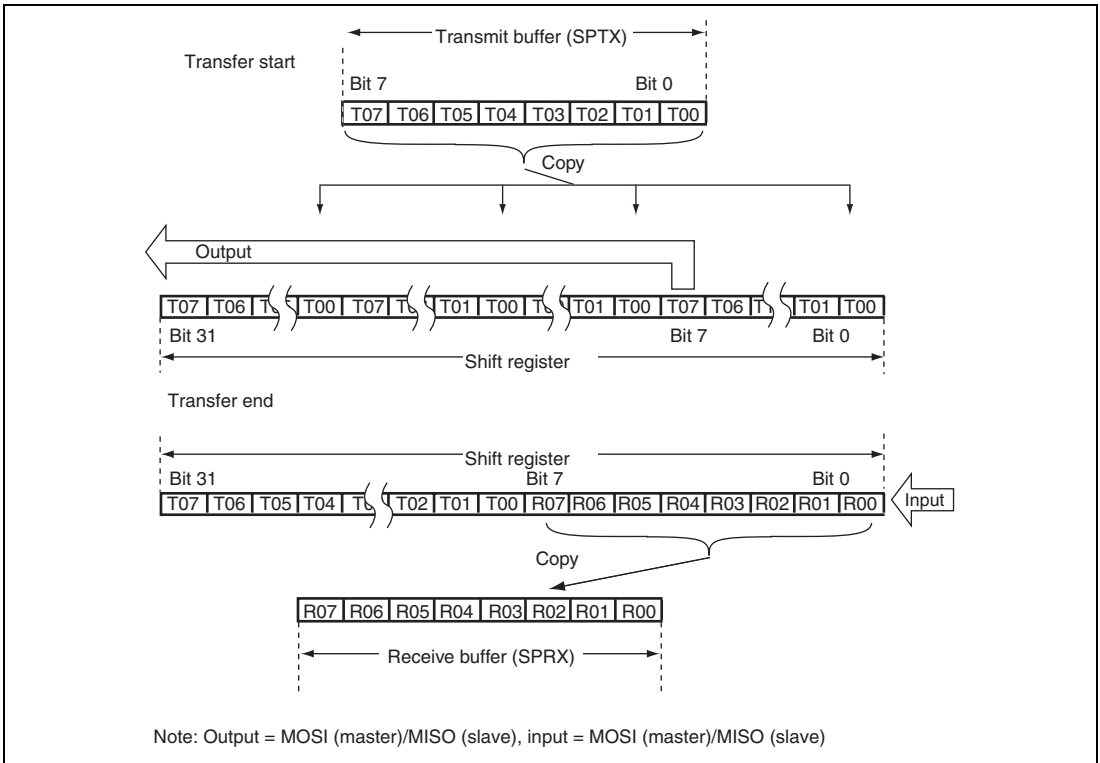 Transmit buffer (SPTX)
Transfer start
Bit 7 Bit 0
T07 T06 T05 T04 T03 T02 T01 T00
Copy
Output
T07 T06 T00 T07 T01 T00 T01 T00 T07 T06 T01 T00
Bit 31 Bit 7 Bit 0
Shift register
Transfer end
Shift register
Bit 31 Bit 7 Bit 0
T07 T06 T05 T04 T02 T01 T00 R07 R06 R05 R04 R03 R02 R01 R00
Input
Copy
R07 R06 R05 R04 R03 R02 R01 R00
Receive buffer (SPRX)
Note: Output = MOSI (master)/MISO (slave), input = MOSI (master)/MISO (slave)